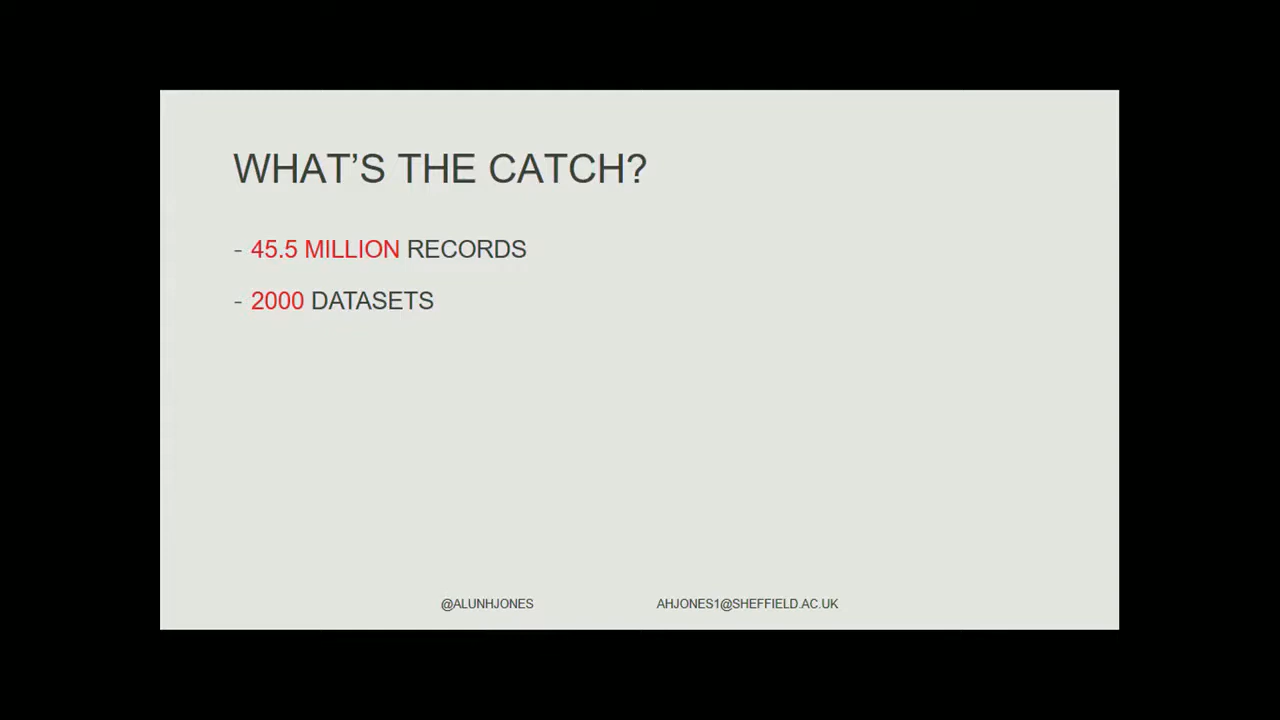 WHAT’S THE CATCH?
- 45.5 MILLION RECORDS
- 2000 DATASETS
@ALUNHJONES
AHJONES1@SHEFFIELD.AC.UK